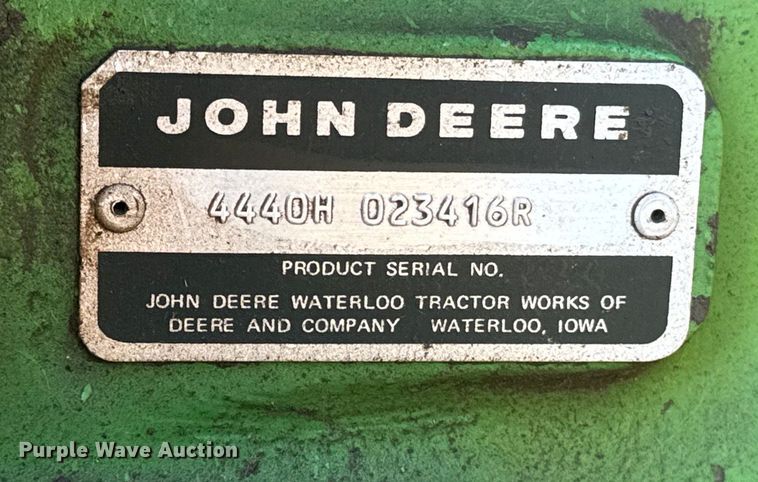 JOHN DEERE
4440H 023416R
PRODUCT SERIAL NO.
JOHN DEERE WATERLOO TRACTOR WORKS OF
DEERE AND COMPANY WATERLOO, IOWA
Purple Wave Auction